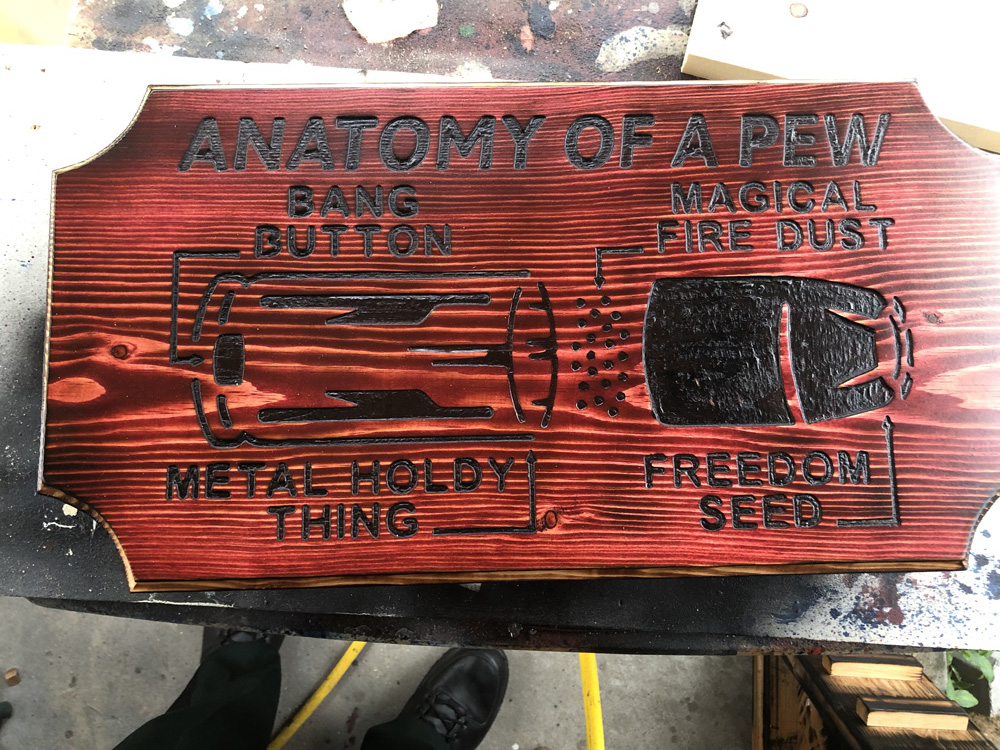 ANATOMY OF A PEW
BANG
BUTTON
MAGICAL
FIRE DUST
METAL HOLDY
THING
FREEDOM
SEED